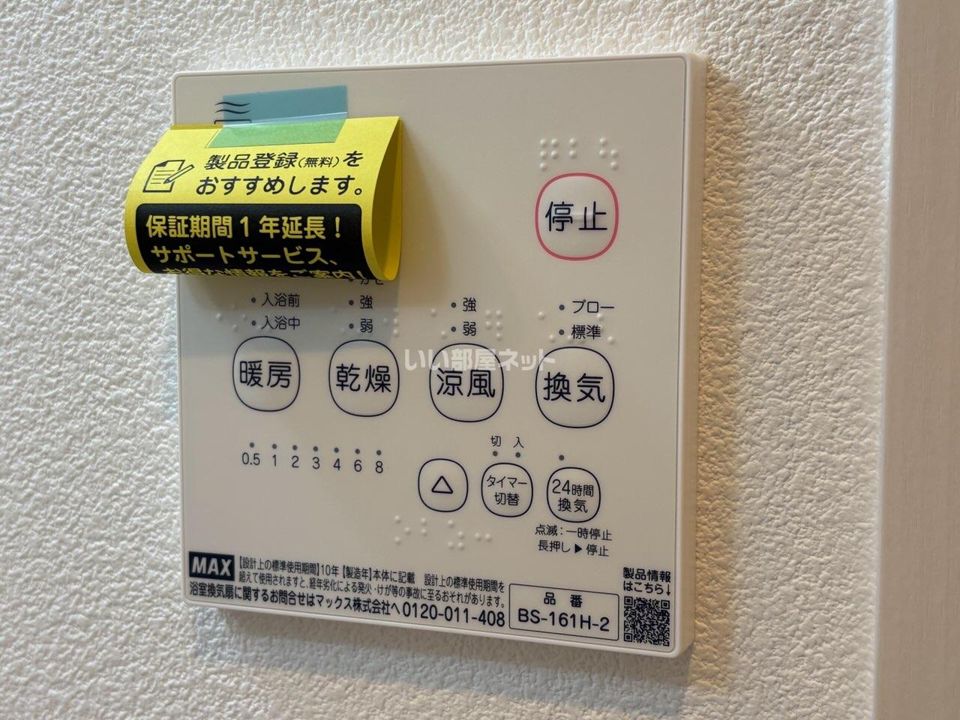 製品登録(無料)を
おすすめします。
保証期間1年延長!
サポートサービス、
お得な情報をご案内!
停止
入浴前
入浴中
強
弱
強
弱
ブロー
標準
暖房
乾燥
涼風
換気
いい部屋ネット
0.5 1 2 3 4 6 8
切 入
△
タイマー
切替
24時間
換気
点滅:一時停止
長押し▶停止
MAX
【設計上の標準使用期間】10年 【製造年】本体に記載 設計上の標準使用期間を
超えて使用されますと、経年劣化による発火・けが等の事故に至るおそれがあります。
浴室換気扇に関するお問合せはマックス株式会社へ 0120-011-408
品番
BS-161H-2
製品情報
はこちら↓